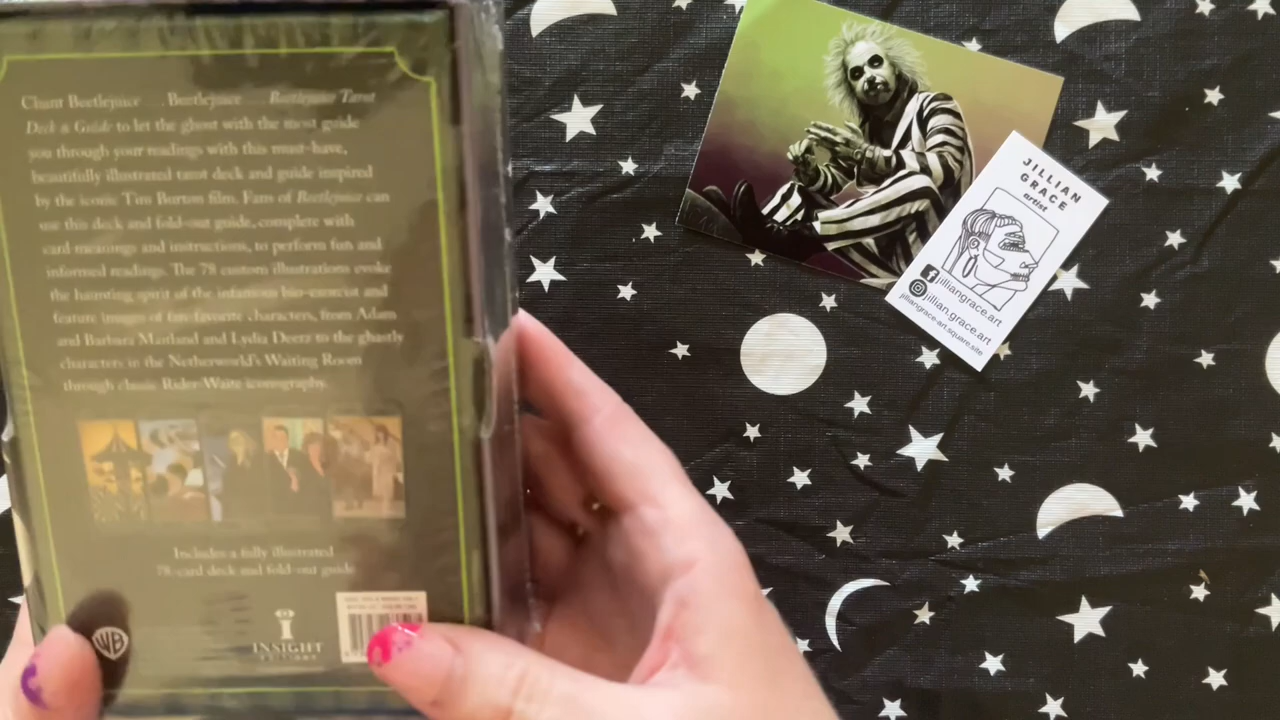 Chant Beetlejuice . . . Beetlejuice . . . Beetlejuice Tarot
Deck & Guide to let the ghost with the most guide
you through your readings with this must-have,
beautifully illustrated tarot deck and guide inspired
by the iconic Tim Burton film. Fans of Beetlejuice can
use this deck and fold-out guide, complete with
card meanings and instructions, to perform fun and
informed readings. The 78 custom illustrations evoke
the haunting spirit of the infamous bio-exorcist and
feature images of fan-favorite characters, from Adam
and Barbara Maitland and Lydia Deetz to the ghostly
characters in the Netherworld's Waiting Room
through classic Rider-Waite iconography.
Includes a fully illustrated
78-card deck and fold-out guide
WB
INSIGHT
EDITIONS
JILLIAN
GRACE
artist
jilliangrace.art
jillian.grace.art
jilliangrace-art.square.site